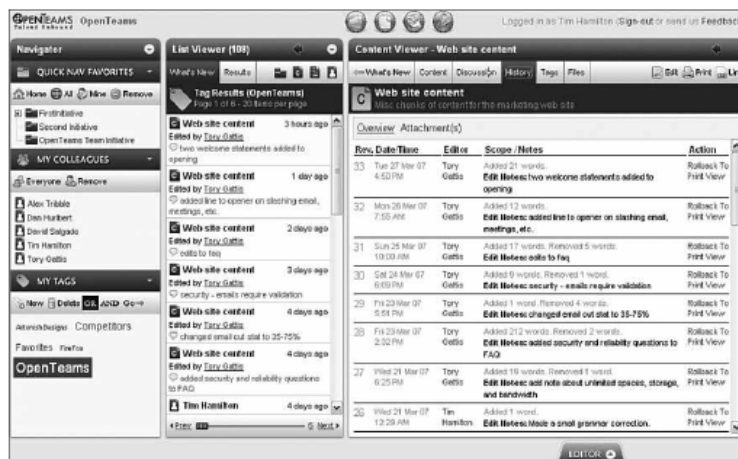 OPENTEAMS OpenTeams
Logged in as Tim Hamilton (Sign-out or send us Feedback
Navigator
QUICK NAV FAVORITES
Home All Mine Remove
FirstInitiative
Second Initiative
OpenTeams Team Initiative
MY COLLEAGUES
Everyone Remove
Alex Tribble
Dan Hurlbert
David Salgado
Tim Hamilton
Tory Gattis
MY TAGS
New Delete OR AND Go
Competitors
Favorites FireFox
OpenTeams
List Viewer (108)
What's New Results
Tag Results (OpenTeams)
Page 1 of 6 - 20 items per page
Web site content 3 hours ago
Edited by Tory Gattis
two welcome statements added to
opening
Web site content 1 day ago
Edited by Tory Gattis
added line to opener on slashing email,
meetings, etc.
Web site content 2 days ago
Edited by Tory Gattis
edits to faq
Web site content 3 days ago
Edited by Tory Gattis
security - emails require validation
Web site content 4 days ago
Edited by Tory Gattis
changed email out stat to 35-75%
Web site content 4 days ago
Edited by Tory Gattis
added security and reliability questions
to FAQ
Tim Hamilton 4 days ago
Prev 6 Next
Content Viewer - Web site content
What's New Content Discussion History Tags Files Edit Print Lin
Web site content
Misc chunks of content for the marketing web site
Overview Attachment(s)
Rev. Date/Time Editor Scope / Notes Action
33 Tue 27 Mar 07 Tory Added 21 words. Rollback To
4:50 PM Gattis Edit Notes: two welcome statements added to Print View
opening
32 Mon 26 Mar 07 Tory Added 12 words. Rollback To
7:55 AM Gattis Edit Notes: added line to opener on slashing email, Print View
meetings, etc.
31 Sun 25 Mar 07 Tory Added 17 words. Removed 5 words. Rollback To
10:00 AM Gattis Edit Notes: edits to faq Print View
30 Sat 24 Mar 07 Tory Added 9 words. Removed 1 word. Rollback To
6:09 PM Gattis Edit Notes: security - emails require validation Print View
29 Fri 23 Mar 07 Tory Added 1 word. Removed 4 words. Rollback To
5:51 PM Gattis Edit Notes: changed email out stat to 35-75% Print View
28 Fri 23 Mar 07 Tory Added 212 words. Removed 2 words. Rollback To
2:32 PM Gattis Edit Notes: added security and reliability questions to Print View
FAQ
27 Wed 21 Mar 07 Tory Added 16 words. Removed 1 words. Rollback To
6:25 PM Gattis Edit Notes: add note about unlimited spaces, storage, Print View
and bandwidth
26 Wed 21 Mar 07 Tim Added 1 word. Rollback To
12:29 AM Hamilton Edit Notes: Made a small grammar correction. Print View
EDITOR